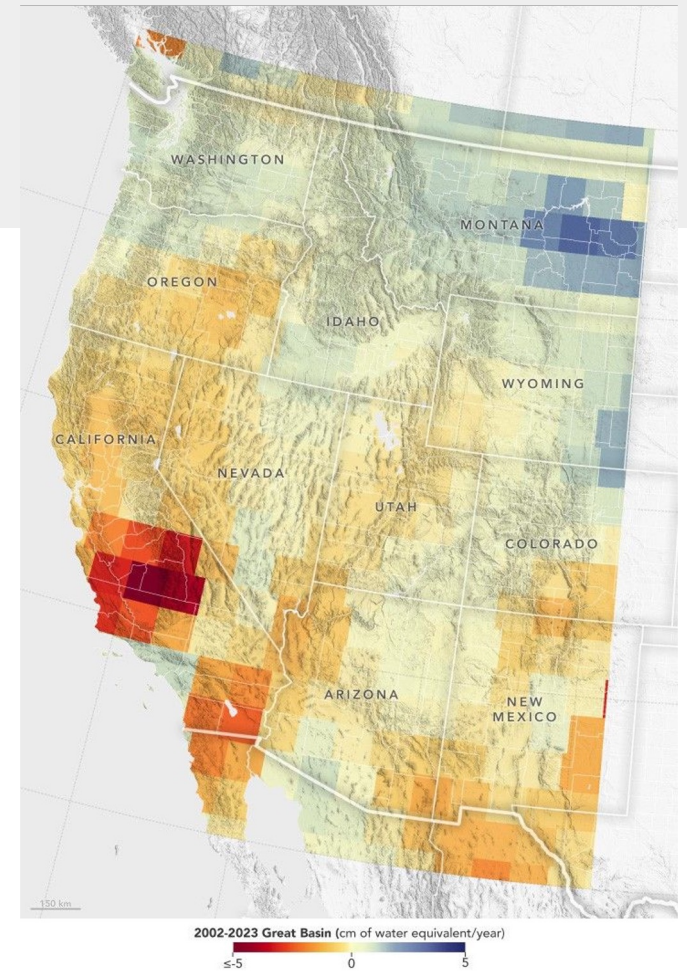 WASHINGTON
MONTANA
OREGON
IDAHO
WYOMING
CALIFORNIA
NEVADA
UTAH
COLORADO
ARIZONA
NEW
MEXICO
150 km
2002-2023 Great Basin (cm of water equivalent/year)
≤-5 0 5